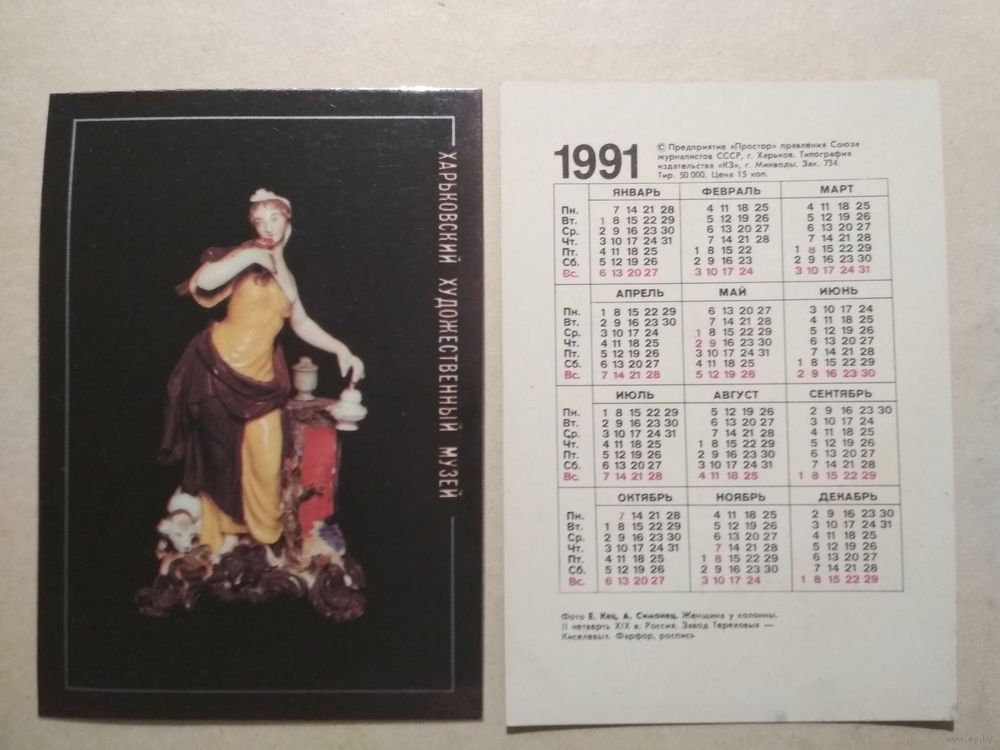 ХАРЬКОВСКИЙ ХУДОЖЕСТВЕННЫЙ МУЗЕЙ
1991
© Предприятие «Простор» правления Союза
журналистов СССР, г. Харьков. Типография
издательства «КЗ», г. Минводы. Зак. 734.
Тир. 50 000. Цена 15 коп.
ЯНВАРЬ ФЕВРАЛЬ МАРТ
Пн. 7 14 21 28 4 11 18 25 4 11 18 25
Вт. 1 8 15 22 29 5 12 19 26 5 12 19 26
Ср. 2 9 16 23 30 6 13 20 27 6 13 20 27
Чт. 3 10 17 24 31 7 14 21 28 7 14 21 28
Пт. 4 11 18 25 1 8 15 22 1 8 15 22 29
Сб. 5 12 19 26 2 9 16 23 2 9 16 23 30
Вс. 6 13 20 27 3 10 17 24 3 10 17 24 31
АПРЕЛЬ МАЙ ИЮНЬ
Пн. 1 8 15 22 29 6 13 20 27 3 10 17 24
Вт. 2 9 16 23 30 7 14 21 28 4 11 18 25
Ср. 3 10 17 24 1 8 15 22 29 5 12 19 26
Чт. 4 11 18 25 2 9 16 23 30 6 13 20 27
Пт. 5 12 19 26 3 10 17 24 31 7 14 21 28
Сб. 6 13 20 27 4 11 18 25 1 8 15 22 29
Вс. 7 14 21 28 5 12 19 26 2 9 16 23 30
ИЮЛЬ АВГУСТ СЕНТЯБРЬ
Пн. 1 8 15 22 29 5 12 19 26 2 9 16 23 30
Вт. 2 9 16 23 30 6 13 20 27 3 10 17 24
Ср. 3 10 17 24 31 7 14 21 28 4 11 18 25
Чт. 4 11 18 25 1 8 15 22 29 5 12 19 26
Пт. 5 12 19 26 2 9 16 23 30 6 13 20 27
Сб. 6 13 20 27 3 10 17 24 31 7 14 21 28
Вс. 7 14 21 28 4 11 18 25 1 8 15 22 29
ОКТЯБРЬ НОЯБРЬ ДЕКАБРЬ
Пн. 7 14 21 28 4 11 18 25 2 9 16 23 30
Вт. 1 8 15 22 29 5 12 19 26 3 10 17 24 31
Ср. 2 9 16 23 30 6 13 20 27 4 11 18 25
Чт. 3 10 17 24 31 7 14 21 28 5 12 19 26
Пт. 4 11 18 25 1 8 15 22 29 6 13 20 27
Сб. 5 12 19 26 2 9 16 23 30 7 14 21 28
Вс. 6 13 20 27 3 10 17 24 1 8 15 22 29
Фото Е. Кец, А. Симонец. Женщина у колонны.
II четверть XIX в. Россия. Завод Тереховых —
Киселевых. Фарфор, роспись
www.ay.by